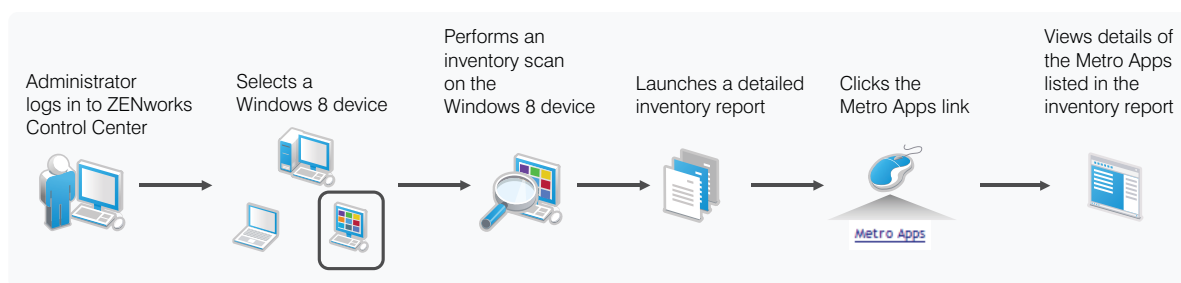 Administrator
logs in to ZENworks
Control Center
Selects a
Windows 8 device
Performs an
inventory scan
on the
Windows 8 device
Launches a detailed
inventory report
Clicks the
Metro Apps link
Metro Apps
Views details of
the Metro Apps
listed in the
inventory report